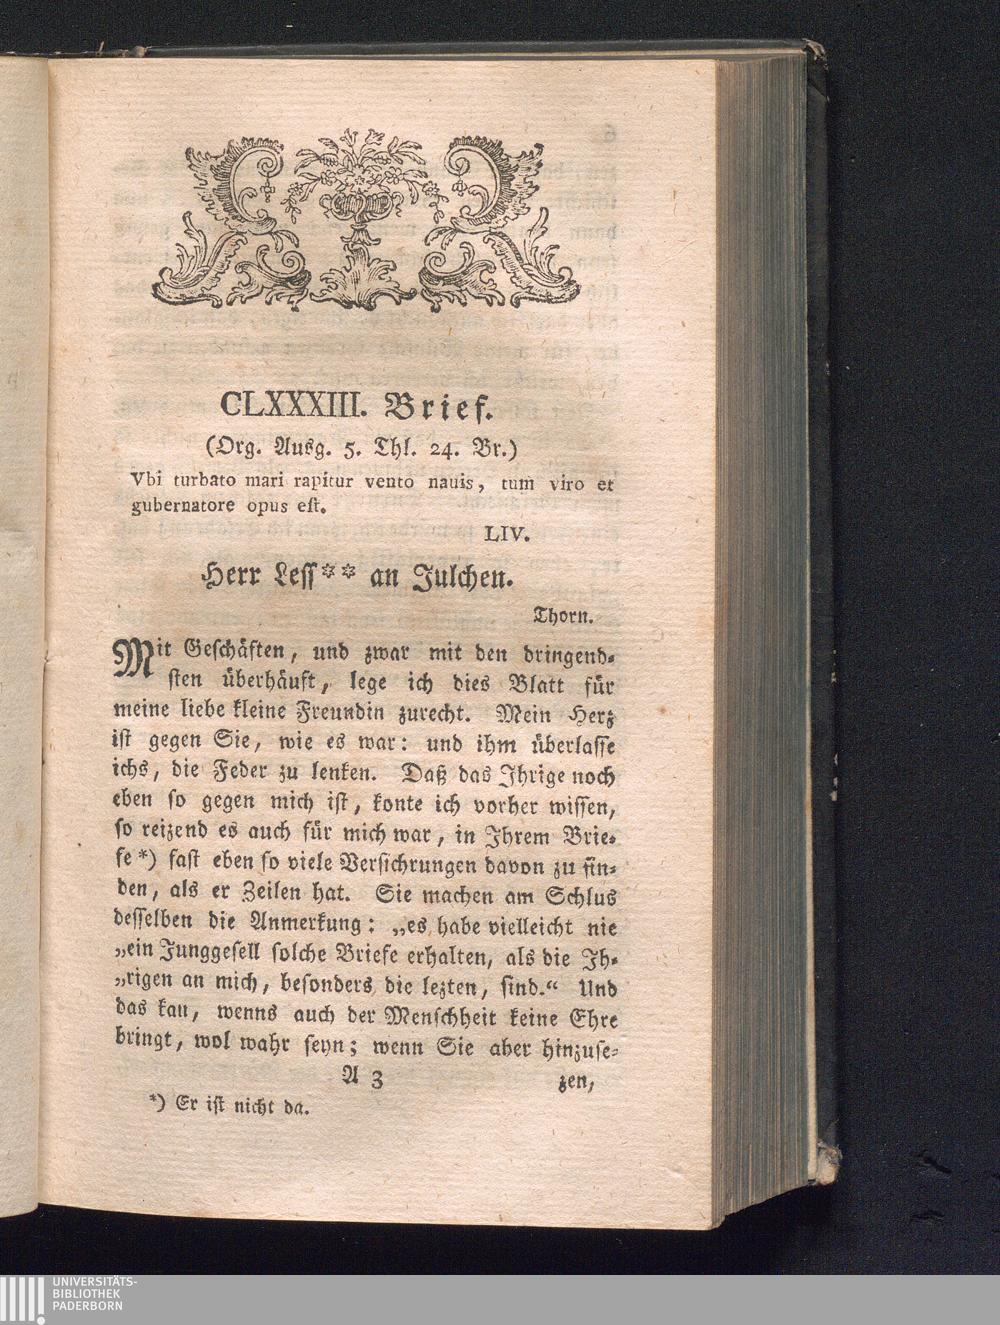 CLXXXIII. Brief.
(Org. Ausg. 5. Thl. 24. Br.)
Vbi turbato mari rapitur vento nauis, tum viro et
gubernatore opus eſt.
LIV.
Herr Leſſ** an Julchen.
Thorn.
Mit Geſchäften, und zwar mit den dringend-
ſten überhäuft, lege ich dies Blatt für
meine liebe kleine Freundin zurecht. Mein Herz
iſt gegen Sie, wie es war: und ihm überlaſſe
ichs, die Feder zu lenken. Daß das Ihrige noch
eben ſo gegen mich iſt, konte ich vorher wiſſen,
ſo reizend es auch für mich war, in Ihrem Brie-
fe *) faſt eben ſo viele Verſichrungen davon zu fin-
den, als er Zeilen hat. Sie machen am Schlus
deſſelben die Anmerkung: „es habe vielleicht nie
„ein Junggeſell ſolche Briefe erhalten, als die Ih-
„rigen an mich, beſonders die lezten, ſind.“ Und
das kan, wenns auch der Menſchheit keine Ehre
bringt, wol wahr ſeyn; wenn Sie aber hinzuſe-
A 3 zen,
*) Er iſt nicht da.
UNIVERSITÄTS-
BIBLIOTHEK
PADERBORN